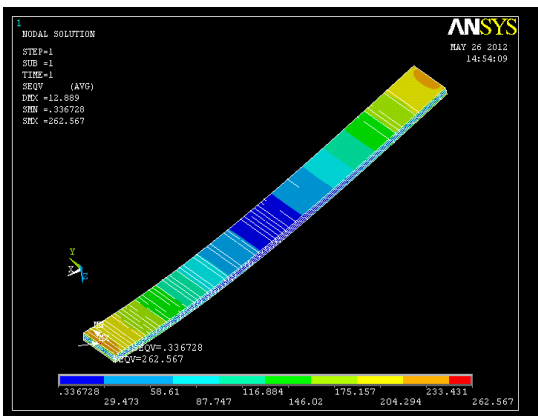 1
NODAL SOLUTION
STEP=1
SUB =1
TIME=1
SEQV (AVG)
DMX =12.889
SMN =.336728
SMX =262.567
ANSYS
MAY 26 2012
14:54:09
Y
X
Z
MX
SEQV=.336728
SEQV=262.567
.336728 58.61 116.884 175.157 233.431
29.473 87.747 146.02 204.294 262.567